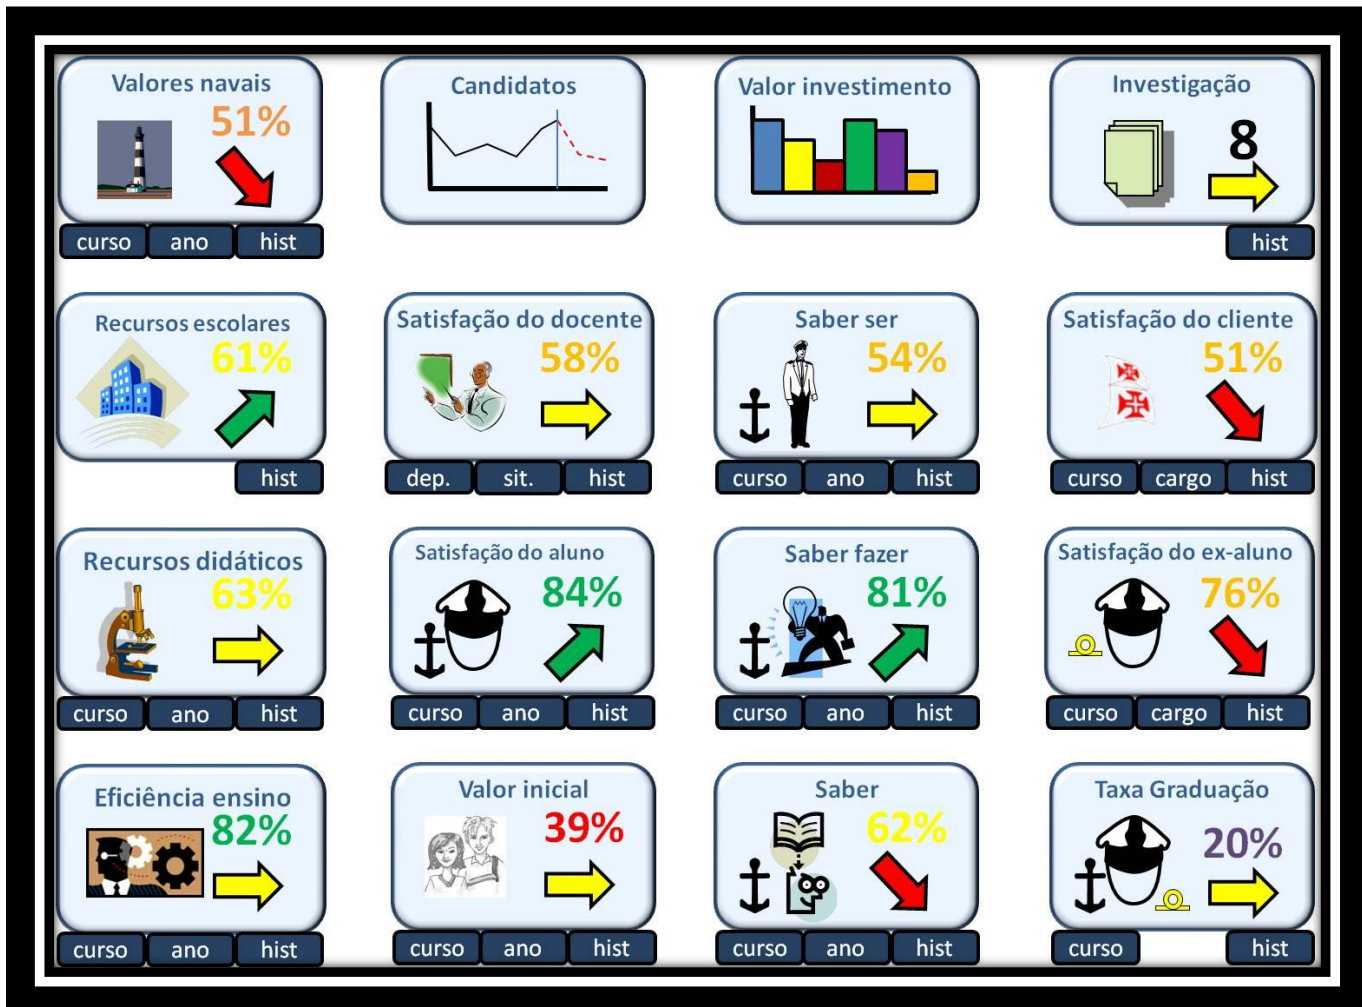 Valores navais
51%
curso ano hist
Candidatos
Valor investimento
Investigação
8
hist
Recursos escolares
61%
hist
Satisfação do docente
58%
dep. sit. hist
Saber ser
54%
curso ano hist
Satisfação do cliente
51%
curso cargo hist
Recursos didáticos
63%
curso ano hist
Satisfação do aluno
84%
curso ano hist
Saber fazer
81%
curso ano hist
Satisfação do ex-aluno
76%
curso cargo hist
Eficiência ensino
82%
curso ano hist
Valor inicial
39%
curso ano hist
Saber
62%
curso ano hist
Taxa Graduação
20%
curso hist